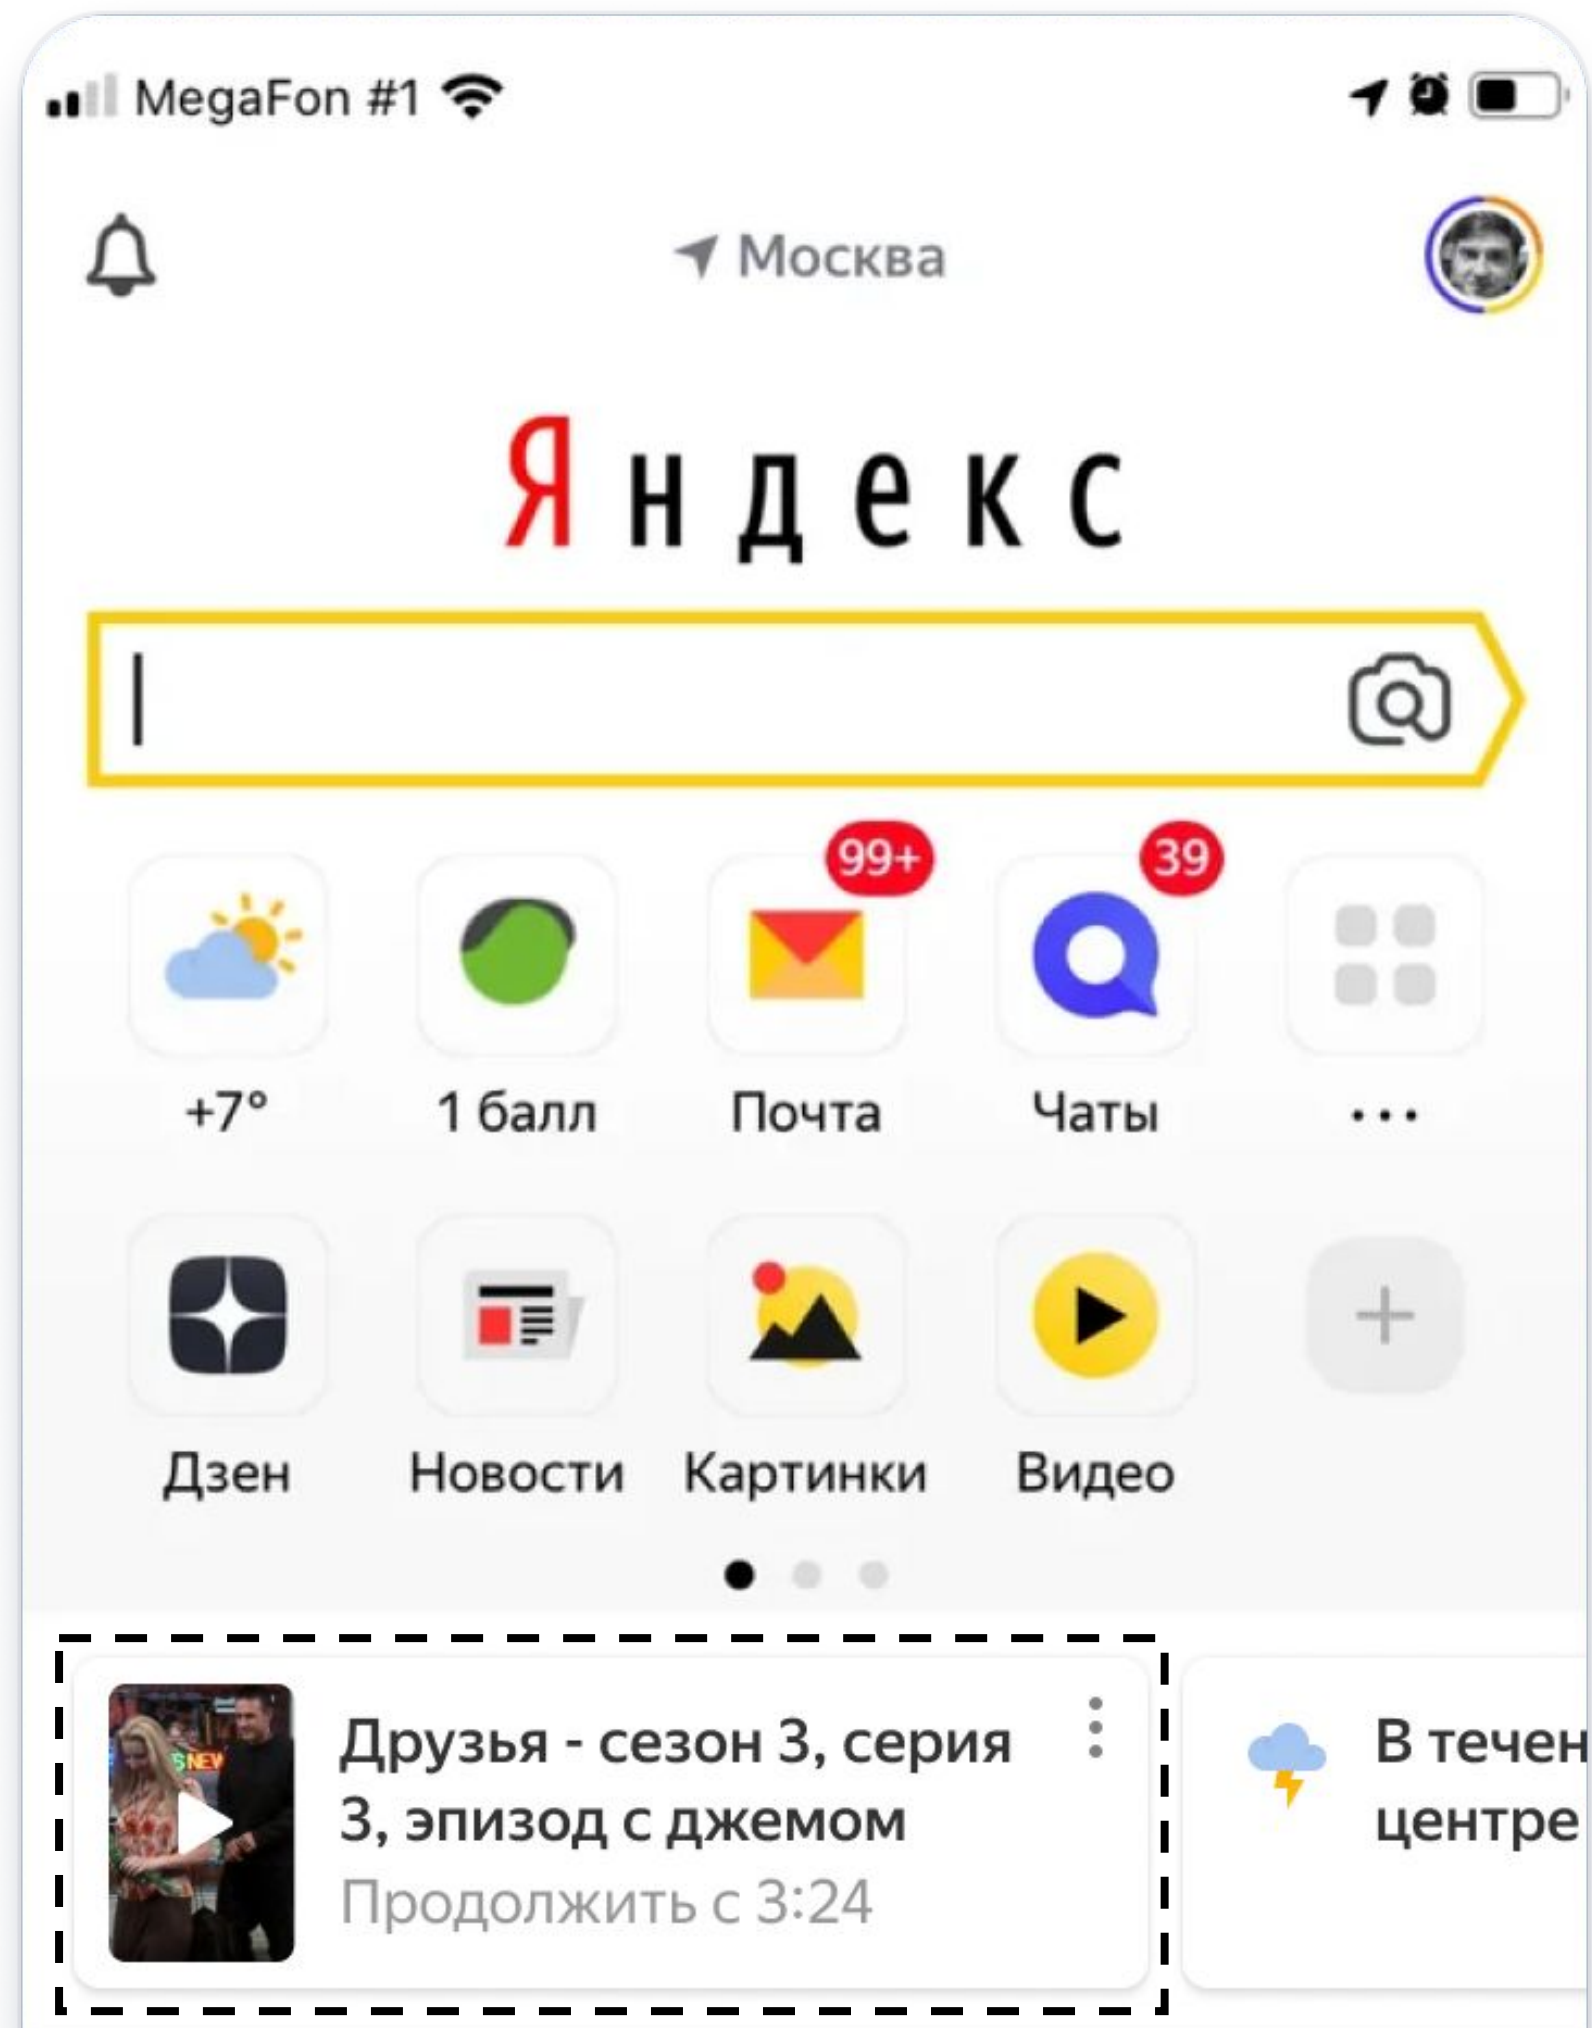 MegaFon #1
Москва
Яндекс
99+
39
+7°
1 балл
Почта
Чаты
...
Дзен
Новости
Картинки
Видео
Друзья - сезон 3, серия
3, эпизод с джемом
Продолжить с 3:24
В течен
центре